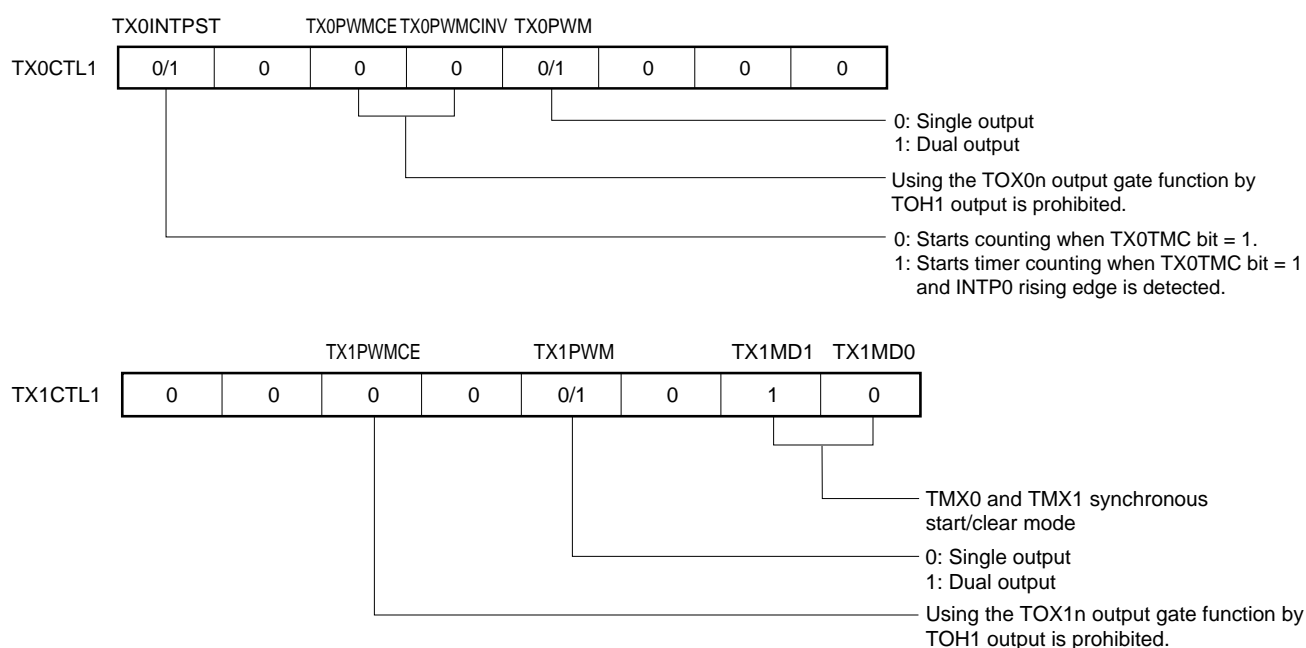 TX0INTPST TX0PWMCE TX0PWMCINV TX0PWM
TX0CTL1 0/1 0 0 0 0/1 0 0 0
0: Single output
1: Dual output
Using the TOX0n output gate function by
TOH1 output is prohibited.
0: Starts counting when TX0TMC bit = 1.
1: Starts timer counting when TX0TMC bit = 1
and INTP0 rising edge is detected.
TX1PWMCE TX1PWM TX1MD1 TX1MD0
TX1CTL1 0 0 0 0 0/1 0 1 0
TMX0 and TMX1 synchronous
start/clear mode
0: Single output
1: Dual output
Using the TOX1n output gate function by
TOH1 output is prohibited.